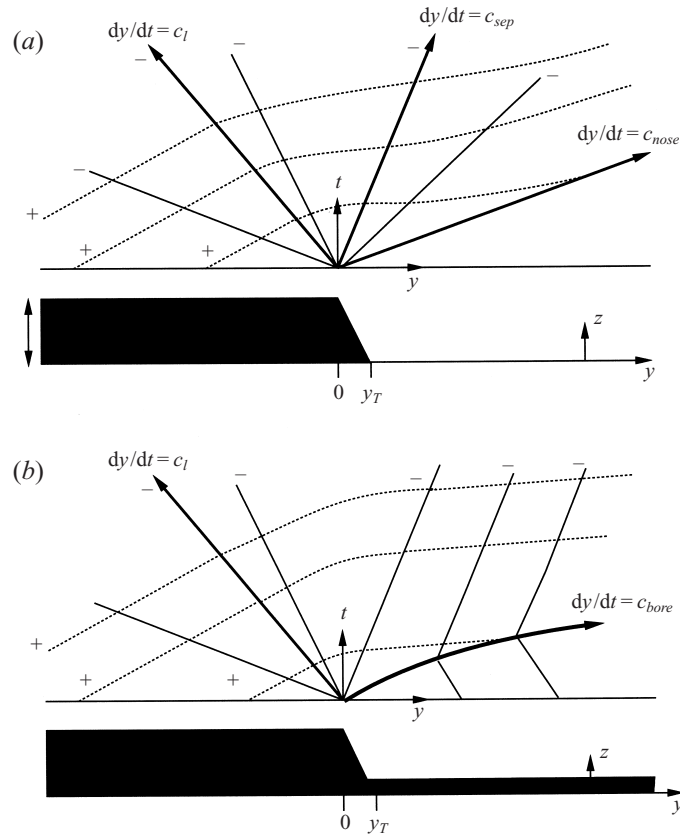 (a)
dy/dt = c_l
–
–
–
dy/dt = c_sep
–
dy/dt = c_nose
–
+
+
+
t
y
z
y
0
y_T
(b)
dy/dt = c_l
–
–
–
–
–
dy/dt = c_bore
+
+
+
t
y
z
y
0
y_T